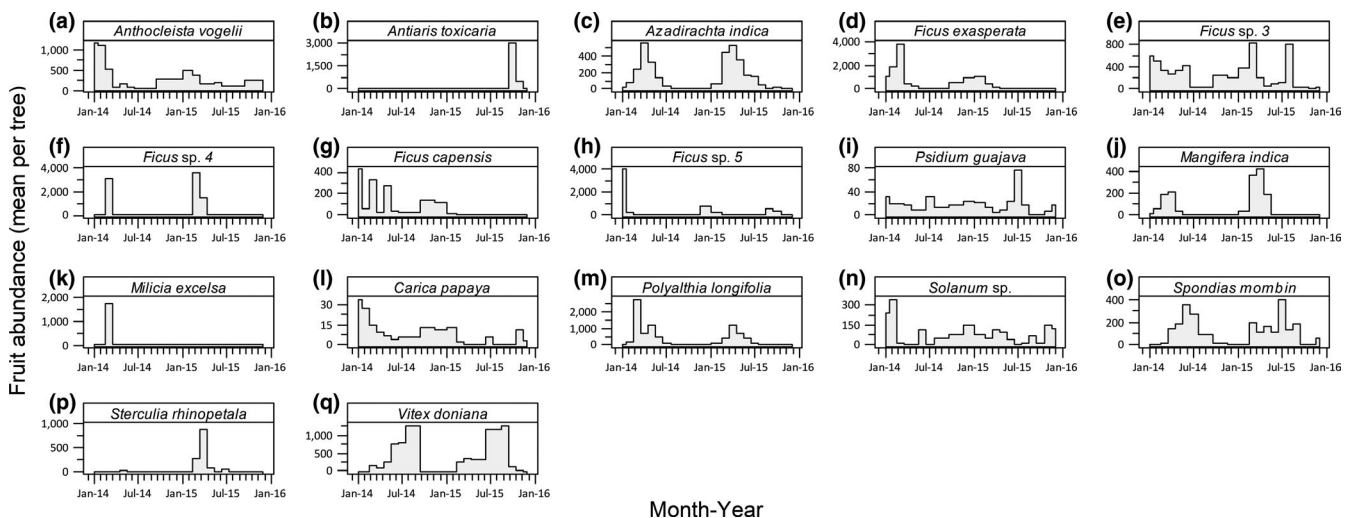 Fruit abundance (mean per tree)
(a) Anthocleista vogelii
1,000
500
0
Jan-14 Jul-14 Jan-15 Jul-15 Jan-16
(b) Antiaris toxicaria
3,000
1,500
0
Jan-14 Jul-14 Jan-15 Jul-15 Jan-16
(c) Azadirachta indica
400
200
0
Jan-14 Jul-14 Jan-15 Jul-15 Jan-16
(d) Ficus exasperata
4,000
2,000
0
Jan-14 Jul-14 Jan-15 Jul-15 Jan-16
(e) Ficus sp. 3
800
400
0
Jan-14 Jul-14 Jan-15 Jul-15 Jan-16
(f) Ficus sp. 4
4,000
2,000
0
Jan-14 Jul-14 Jan-15 Jul-15 Jan-16
(g) Ficus capensis
400
200
0
Jan-14 Jul-14 Jan-15 Jul-15 Jan-16
(h) Ficus sp. 5
4,000
2,000
0
Jan-14 Jul-14 Jan-15 Jul-15 Jan-16
(i) Psidium guajava
80
40
0
Jan-14 Jul-14 Jan-15 Jul-15 Jan-16
(j) Mangifera indica
400
200
0
Jan-14 Jul-14 Jan-15 Jul-15 Jan-16
(k) Milicia excelsa
2,000
1,000
0
Jan-14 Jul-14 Jan-15 Jul-15 Jan-16
(l) Carica papaya
30
15
0
Jan-14 Jul-14 Jan-15 Jul-15 Jan-16
(m) Polyalthia longifolia
2,000
1,000
0
Jan-14 Jul-14 Jan-15 Jul-15 Jan-16
(n) Solanum sp.
300
150
0
Jan-14 Jul-14 Jan-15 Jul-15 Jan-16
(o) Spondias mombin
400
200
0
Jan-14 Jul-14 Jan-15 Jul-15 Jan-16
(p) Sterculia rhinopetala
1,000
500
0
Jan-14 Jul-14 Jan-15 Jul-15 Jan-16
(q) Vitex doniana
1,000
500
0
Jan-14 Jul-14 Jan-15 Jul-15 Jan-16
Month-Year